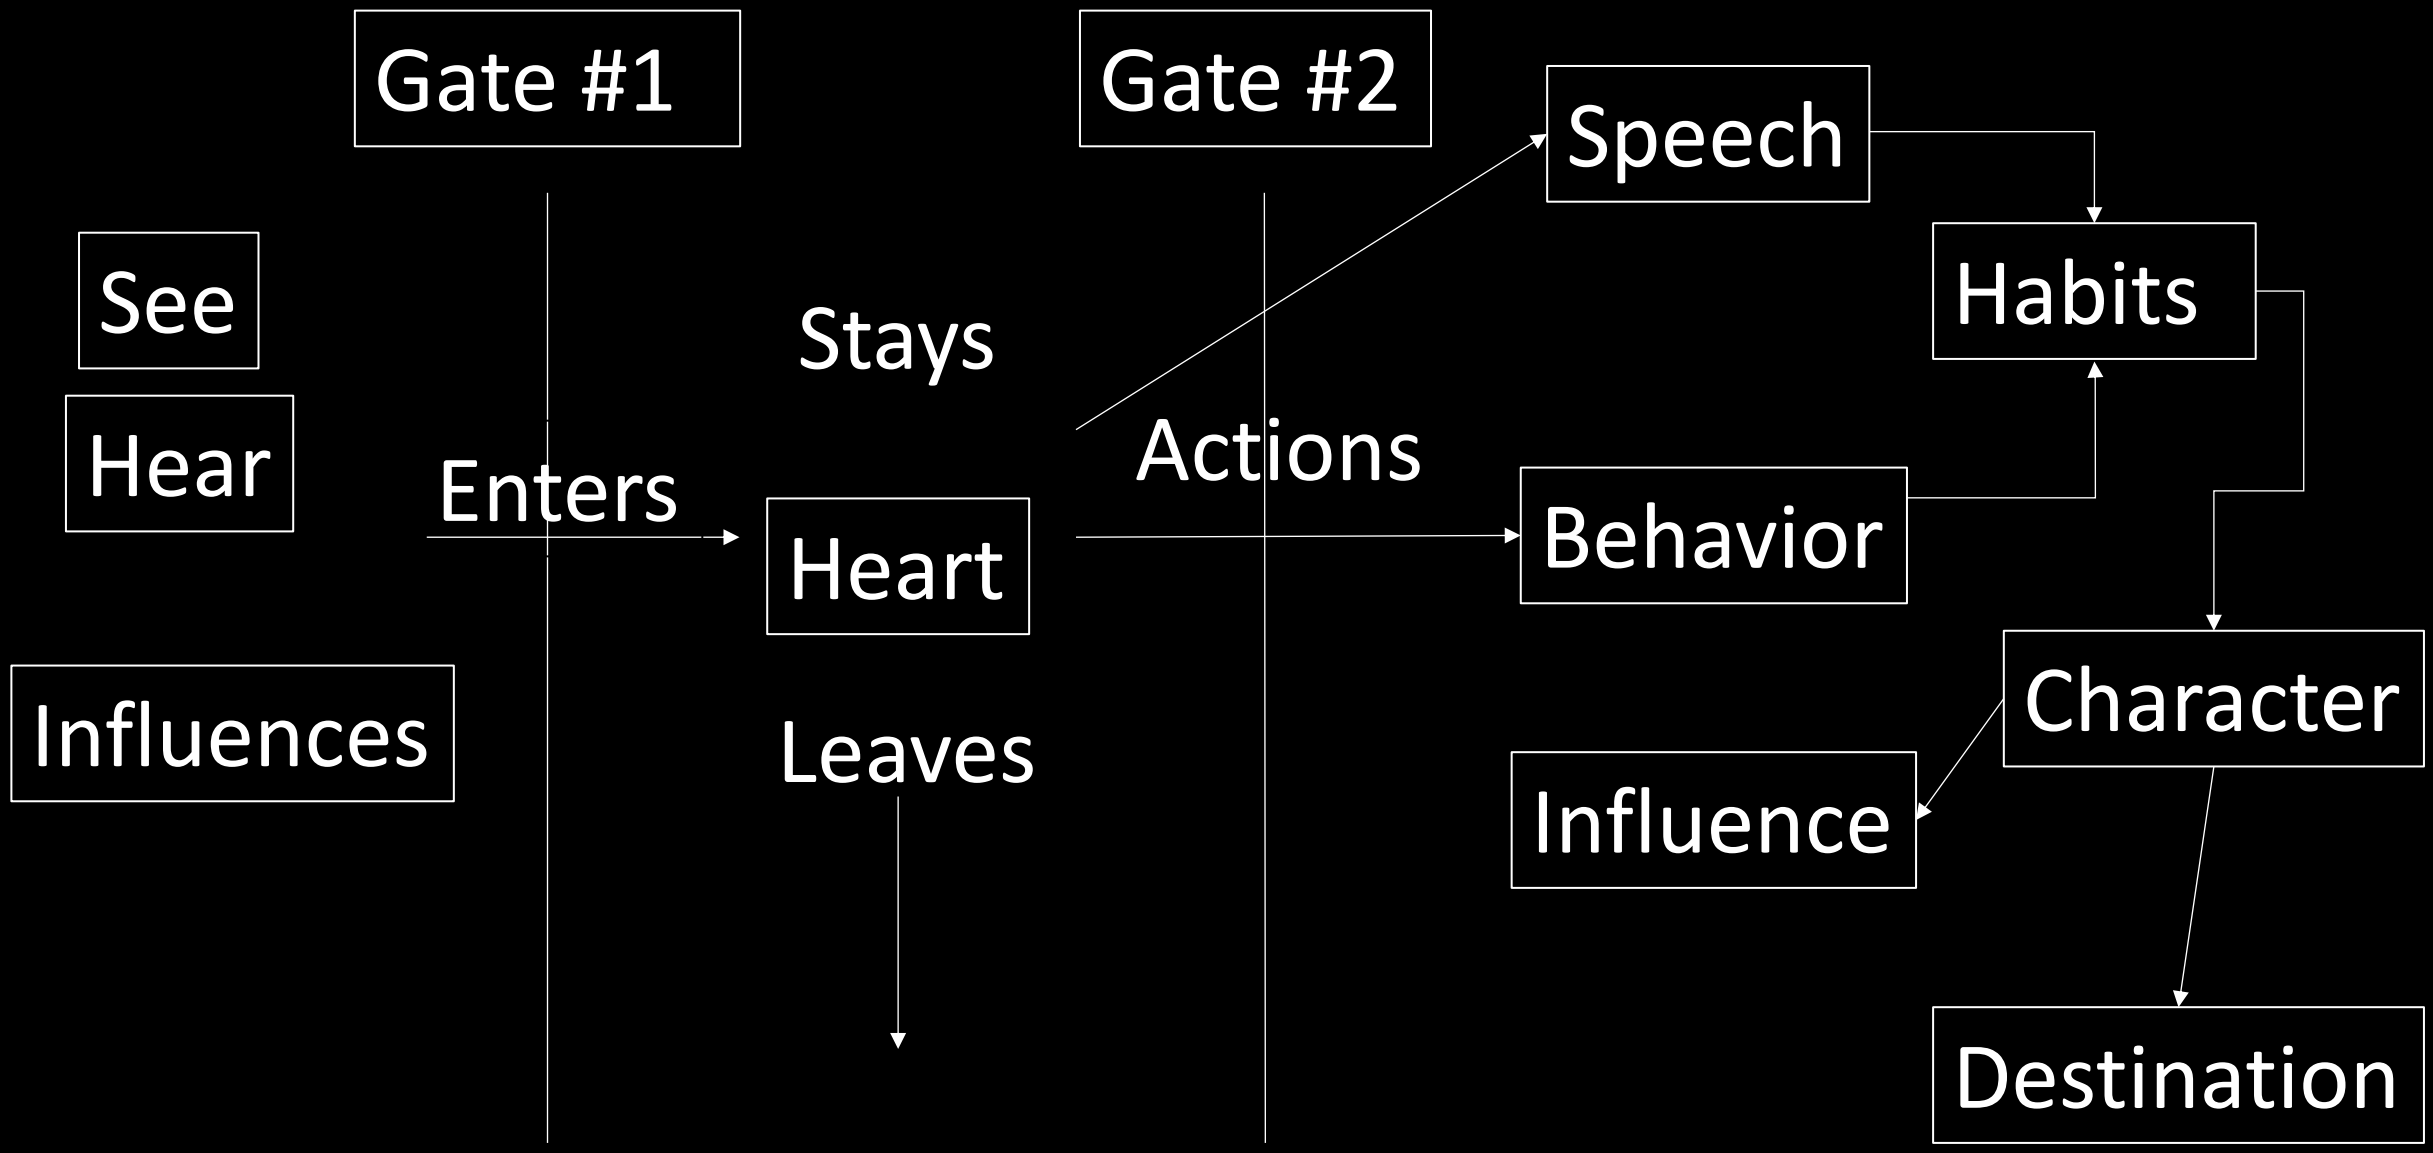 Gate #1
Gate #2
Speech
See
Habits
Stays
Hear
Actions
Enters
Behavior
Heart
Influences
Character
Leaves
Influence
Destination